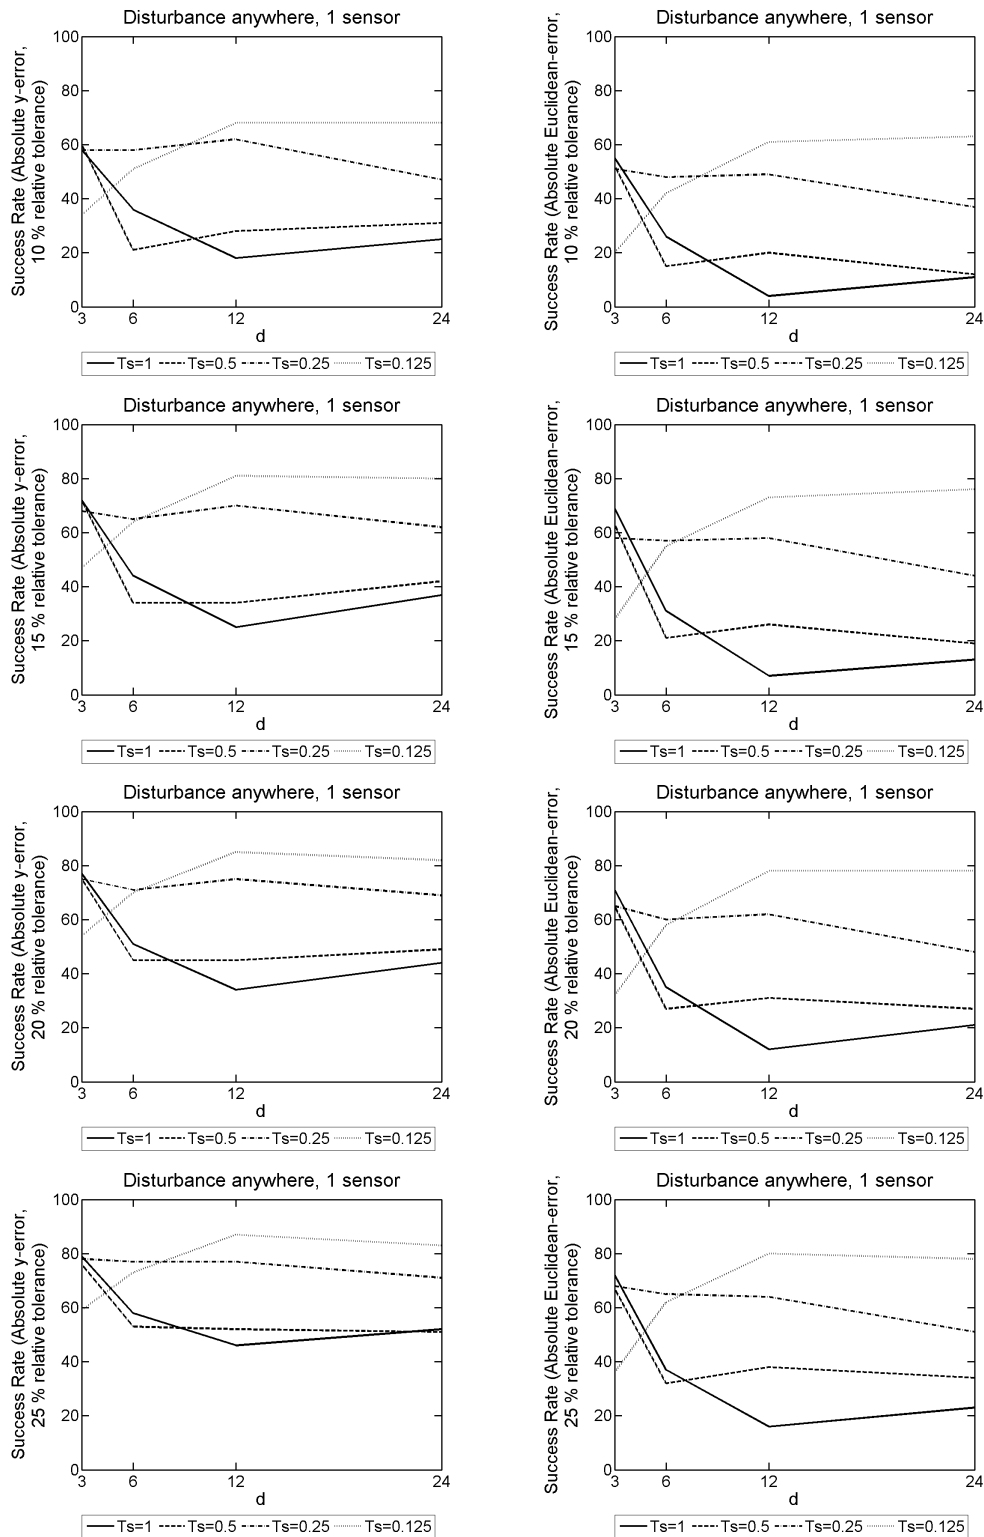 Disturbance anywhere, 1 sensor
Success Rate (Absolute y-error,
10 % relative tolerance)
100
80
60
40
20
0
3 6 12 24
d
Ts=1 Ts=0.5 Ts=0.25 Ts=0.125
Disturbance anywhere, 1 sensor
Success Rate (Absolute Euclidean-error,
10 % relative tolerance)
100
80
60
40
20
0
3 6 12 24
d
Ts=1 Ts=0.5 Ts=0.25 Ts=0.125
Disturbance anywhere, 1 sensor
Success Rate (Absolute y-error,
15 % relative tolerance)
100
80
60
40
20
0
3 6 12 24
d
Ts=1 Ts=0.5 Ts=0.25 Ts=0.125
Disturbance anywhere, 1 sensor
Success Rate (Absolute Euclidean-error,
15 % relative tolerance)
100
80
60
40
20
0
3 6 12 24
d
Ts=1 Ts=0.5 Ts=0.25 Ts=0.125
Disturbance anywhere, 1 sensor
Success Rate (Absolute y-error,
20 % relative tolerance)
100
80
60
40
20
0
3 6 12 24
d
Ts=1 Ts=0.5 Ts=0.25 Ts=0.125
Disturbance anywhere, 1 sensor
Success Rate (Absolute Euclidean-error,
20 % relative tolerance)
100
80
60
40
20
0
3 6 12 24
d
Ts=1 Ts=0.5 Ts=0.25 Ts=0.125
Disturbance anywhere, 1 sensor
Success Rate (Absolute y-error,
25 % relative tolerance)
100
80
60
40
20
0
3 6 12 24
d
Ts=1 Ts=0.5 Ts=0.25 Ts=0.125
Disturbance anywhere, 1 sensor
Success Rate (Absolute Euclidean-error,
25 % relative tolerance)
100
80
60
40
20
0
3 6 12 24
d
Ts=1 Ts=0.5 Ts=0.25 Ts=0.125